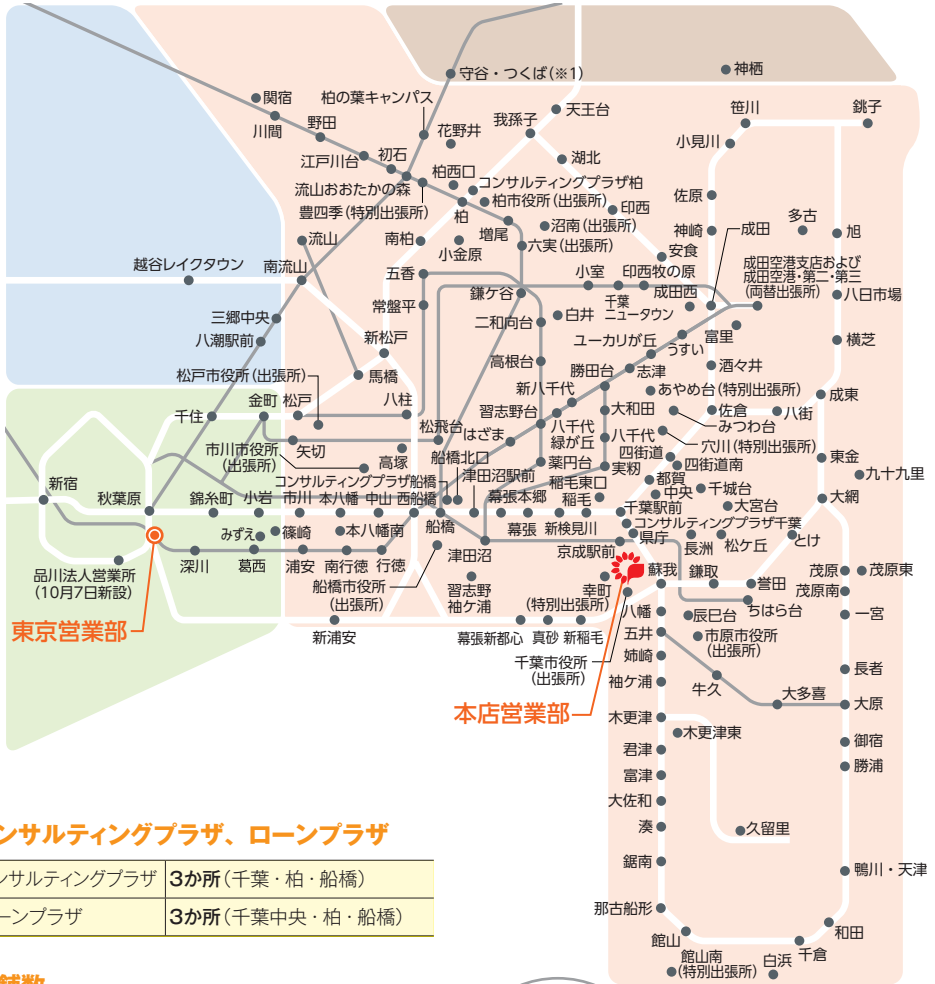 守谷・つくば(※1)
神栖
関宿
柏の葉キャンパス
天王台
笹川
銚子
川間
野田
花野井
我孫子
小見川
江戸川台
初石
湖北
柏西口
コンサルティングプラザ柏
流山おおたかの森
柏市役所(出張所)
佐原
豊四季(特別出張所)
柏
印西
流山
南柏
増尾
沼南(出張所)
神崎
成田
多古
旭
小金原
六実(出張所)
安食
越谷レイクタウン
南流山
五香
小室
印西牧の原
成田空港支店および
成田空港・第二・第三
(両替出張所)
鎌ケ谷
千葉
ニュータウン
成田西
八日市場
常盤平
三郷中央
二和向台
白井
八潮駅前
新松戸
ユーカリが丘
うすい
富里
横芝
松戸市役所(出張所)
馬橋
高根台
勝田台
志津
酒々井
新八千代
あやめ台(特別出張所)
金町
松戸
八柱
成東
千住
習志野台
大和田
みつわ台
佐倉
八街
松飛台
はざま
八千代
緑が丘
八千代
穴川(特別出張所)
市川市役所
(出張所)
矢切
高塚
船橋北口
四街道
四街道南
東金
薬円台
実籾
コンサルティングプラザ船橋
津田沼駅前
稲毛東口
都賀
九十九里
新宿
秋葉原
錦糸町
小岩
市川
本八幡
中山
西船橋
幕張本郷
稲毛
中央
千城台
大網
船橋
幕張
新検見川
千葉駅前
大宮台
みずえ
篠崎
本八幡南
コンサルティングプラザ千葉
県庁
津田沼
京成駅前
長洲
松ケ丘
とけ
深川
葛西
浦安
南行徳
行徳
品川法人営業所
(10月7日新設)
船橋市役所
(出張所)
習志野
袖ケ浦
幸町
(特別出張所)
蘇我
鎌取
誉田
茂原
茂原東
茂原南
ちはら台
東京営業部
八幡
辰巳台
一宮
新浦安
幕張新都心
真砂
新稲毛
五井
市原市役所
(出張所)
千葉市役所
(出張所)
姉崎
長者
袖ケ浦
牛久
大多喜
大原
本店営業部
木更津
木更津東
君津
御宿
富津
勝浦
大佐和
湊
久留里
ンサルティングプラザ、ローンプラザ
ンサルティングプラザ 3か所(千葉・柏・船橋)
ーンプラザ 3か所(千葉中央・柏・船橋)
鋸南
鴨川・天津
那古船形
館山
和田
千倉
館山南
(特別出張所)
白浜